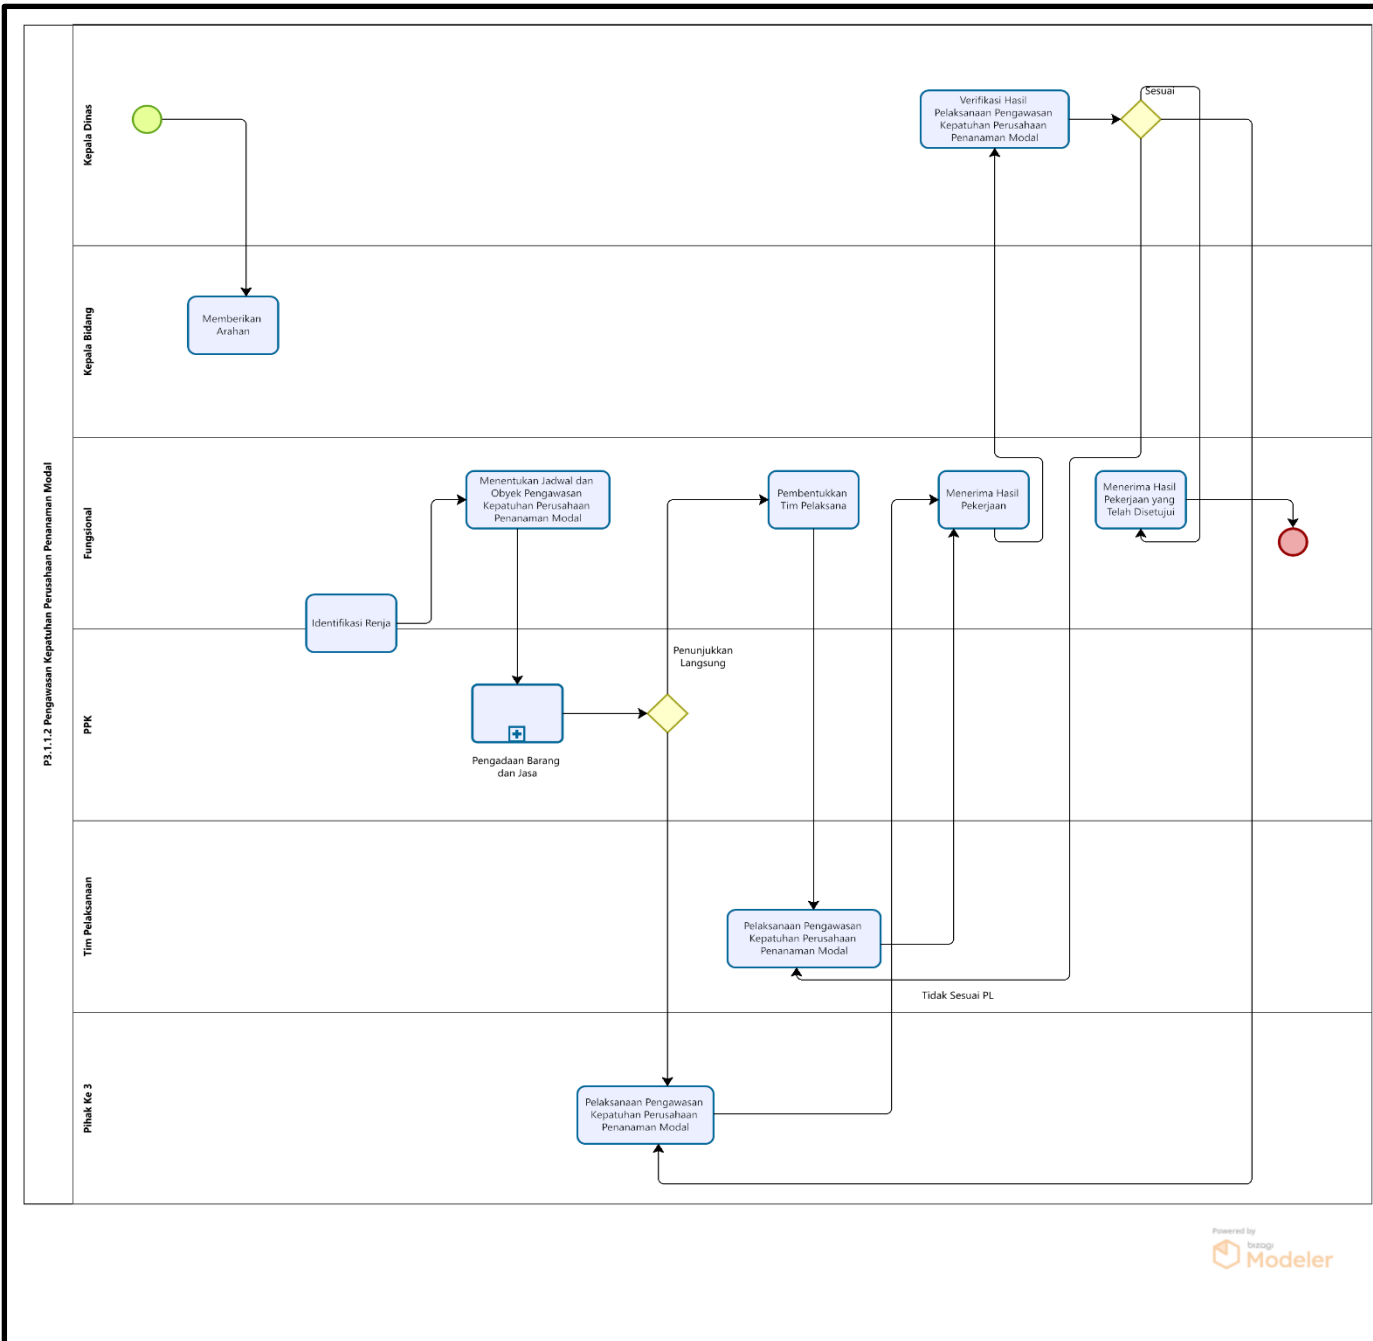 P3.1.1.2 Pengawasan Kepatuhan Perusahaan Penanaman Modal
Kepala Dinas
Verifikasi Hasil
Pelaksanaan Pengawasan
Kepatuhan Perusahaan
Penanaman Modal
Sesuai
Kepala Bidang
Memberikan
Arahan
Fungsional
Menentukan Jadwal dan
Obyek Pengawasan
Kepatuhan Perusahaan
Penanaman Modal
Pembentukkan
Tim Pelaksana
Menerima Hasil
Pekerjaan
Menerima Hasil
Pekerjaan yang
Telah Disetujui
Identifikasi Renja
PPK
Penunjukkan
Langsung
Pengadaan Barang
dan Jasa
Tim Pelaksanaan
Pelaksanaan Pengawasan
Kepatuhan Perusahaan
Penanaman Modal
Tidak Sesuai PL
Pihak Ke 3
Pelaksanaan Pengawasan
Kepatuhan Perusahaan
Penanaman Modal
Powered by
bizagi
Modeler